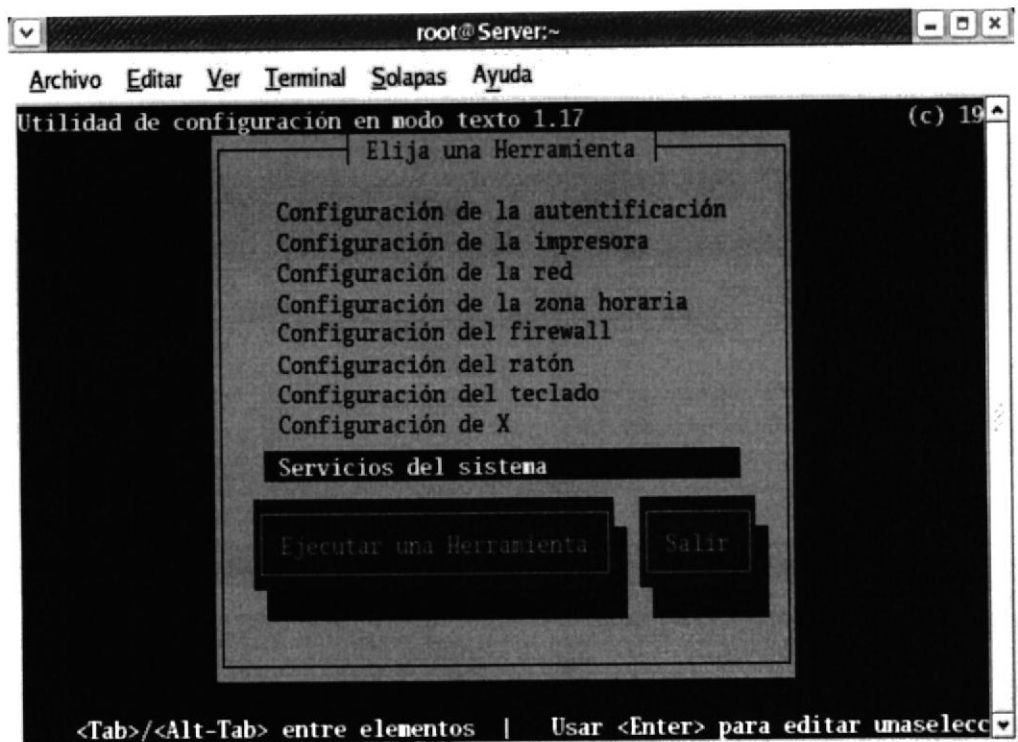 root@Server:~
Archivo Editar Ver Terminal Solapas Ayuda
Utilidad de configuración en modo texto 1.17 (c) 19
Elija una Herramienta
Configuración de la autentificación
Configuración de la impresora
Configuración de la red
Configuración de la zona horaria
Configuración del firewall
Configuración del ratón
Configuración del teclado
Configuración de X
Servicios del sistema
Ejecutar una Herramienta Salir
<Tab>/<Alt-Tab> entre elementos | Usar <Enter> para editar unaselecc